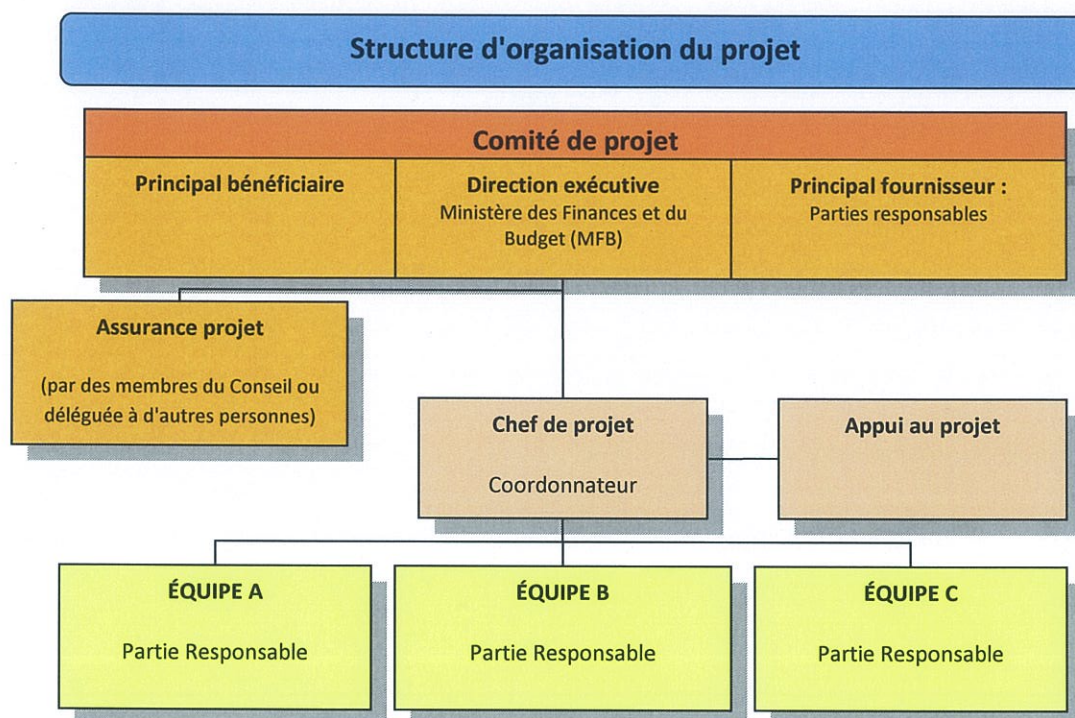 Structure d'organisation du projet
Comité de projet
Principal bénéficiaire
Direction exécutive
Ministère des Finances et du
Budget (MFB)
Principal fournisseur :
Parties responsables
Assurance projet
(par des membres du Conseil ou
déléguée à d'autres personnes)
Chef de projet
Coordonnateur
Appui au projet
ÉQUIPE A
Partie Responsable
ÉQUIPE B
Partie Responsable
ÉQUIPE C
Partie Responsable